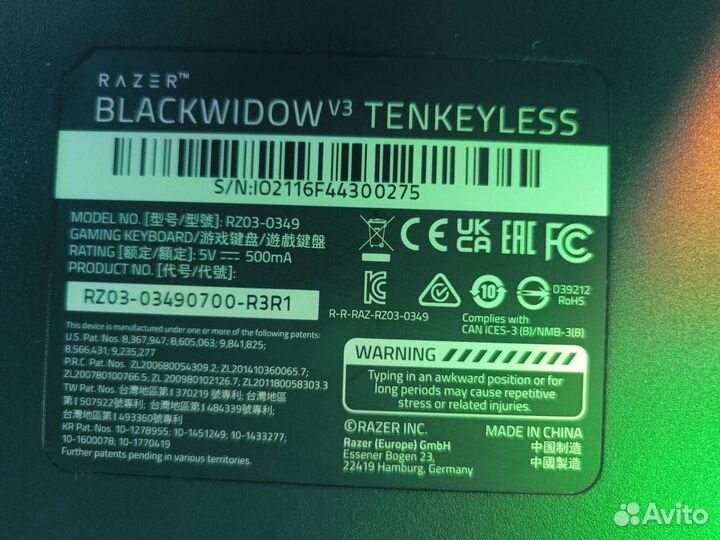 RAZER™
BLACKWIDOW V3 TENKEYLESS
S/N:IO2116F44300275
MODEL NO. [型号/型號]: RZ03-0349
GAMING KEYBOARD/游戏键盘/遊戲鍵盤
RATING [额定/額定]: 5V ⎓ 500mA
PRODUCT NO. [代号/代號]:
RZ03-03490700-R3R1
This device is manufactured under one or more of the following patents:
U.S. Pat. Nos. 8,367,947; 8,605,063; 9,841,825;
8,566,431; 9,235,277
P.R.C. Pat. Nos. ZL200680054309.2; ZL201410360065.7;
ZL200780100766.5; ZL 200980102126.7; ZL201180058303.3
TW Pat. Nos. 台灣地區第 I 370219 號專利; 台灣地區
第 I 507922號專利; 台灣地區第 I 484339號專利;
台灣地區第 I 493360號專利
KR Pat. Nos. 10-1278955; 10-1451249; 10-1433277;
10-1600078; 10-1770419
Further patents pending in various territories.
CE UK CA EAC FC
10
D39212
RoHS
R-R-RAZ-RZ03-0349
Complies with
CAN ICES-3 (B)/NMB-3(B)
WARNING
Typing in an awkward position or for
long periods may cause repetitive
stress or related injuries.
©RAZER INC.
Razer (Europe) GmbH
Essener Bogen 23,
22419 Hamburg, Germany
MADE IN CHINA
中国制造
中國製造
Avito